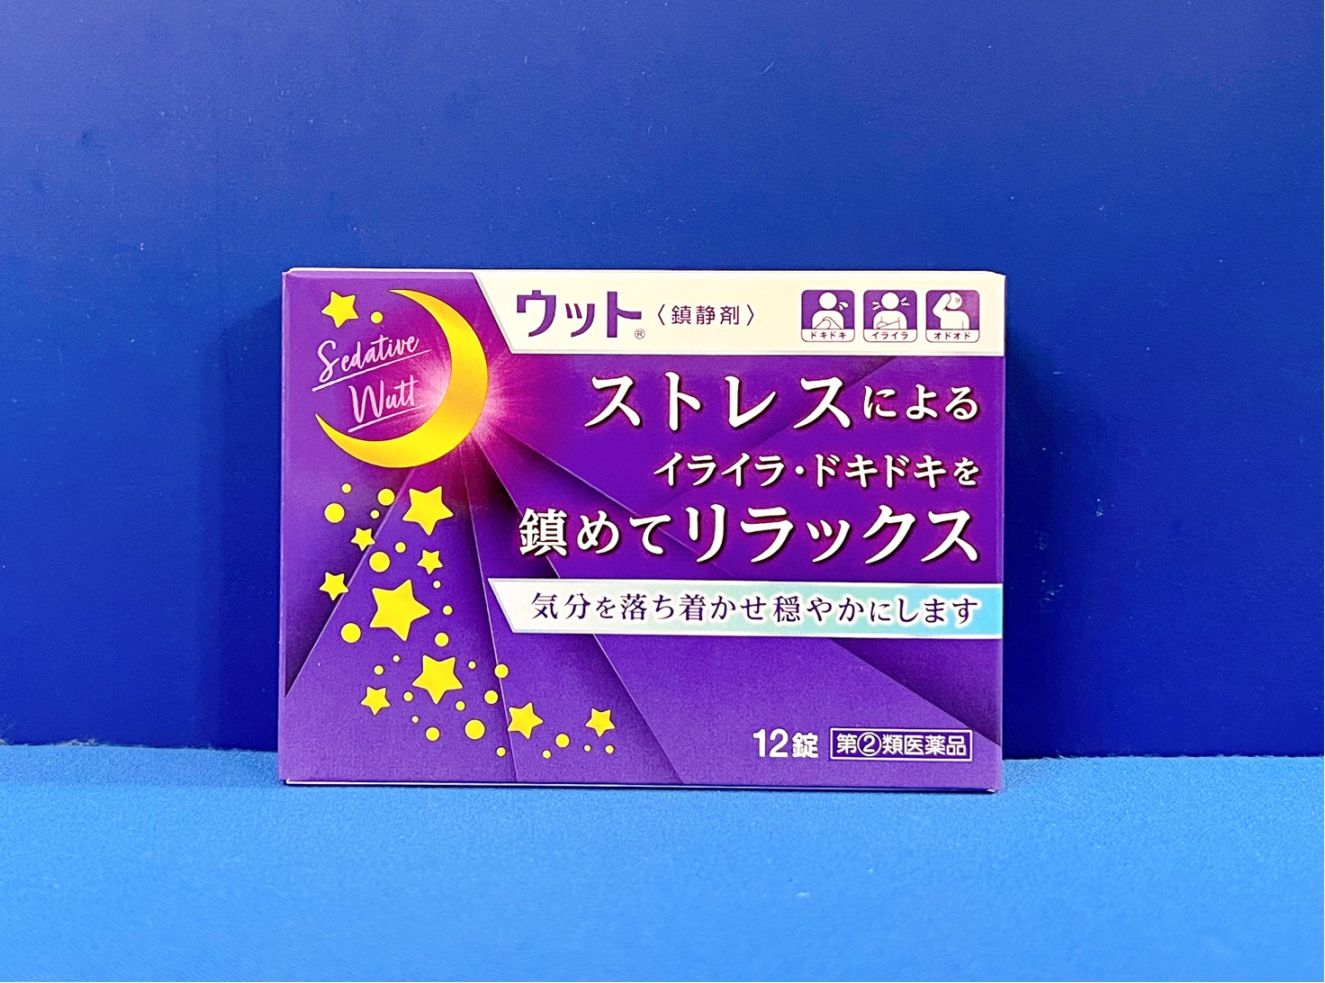 Sedative
Wutt
ウット® 〈鎮静剤〉
ドキドキ イライラ オドオド
ストレスによる
イライラ・ドキドキを
鎮めてリラックス
気分を落ち着かせ穏やかにします
12錠 第②類医薬品